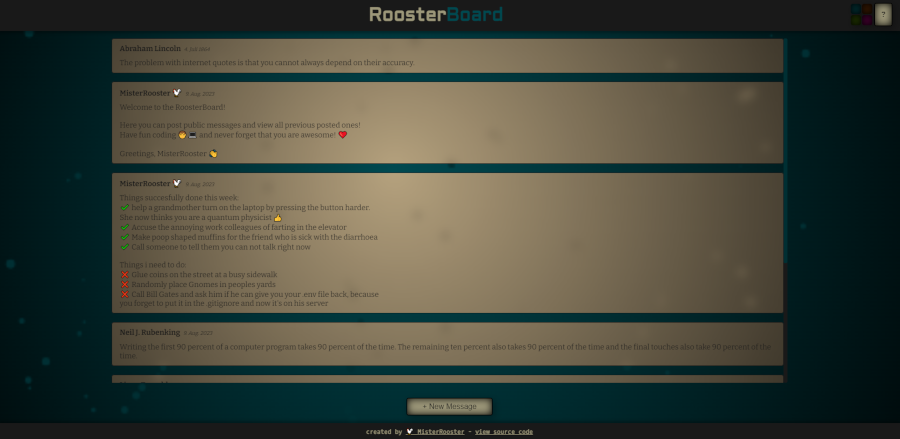 RoosterBoard
?
Abraham Lincoln
The problem with internet quotes is that you cannot always depend on their accuracy.
MisterRooster 5 Aug 2023
Welcome to the RoosterBoard!
Here you can post public messages and view all previous posted ones!
Have fun coding and never forget that you are awesome!
Greetings, MisterRooster
MisterRooster 5 Aug 2023
Things succesfully done this week:
help a grandmother turn on the laptop by pressing the button harder.
She now thinks you are a quantum physicist
Accuse the annoying work colleagues of farting in the elevator
Make poop shaped muffins for the friend who is sick with the diarrhoea
Call someone to tell them you can not talk right now
Things i need to do:
Glue coins on the street at a busy sidewalk
Randomly place Gnomes in peoples yards
Call Bill Gates and ask him if he can give you your .env file back, because
you forget to put it in the .gitignore and now it's on his server
Neil J. Rubenking 5 Aug 2023
Writing the first 90 percent of a computer program takes 90 percent of the time. The remaining ten percent also takes 90 percent of the time and the final touches also take 90 percent of the
time.
+ New Message
created by MisterRooster - view source code